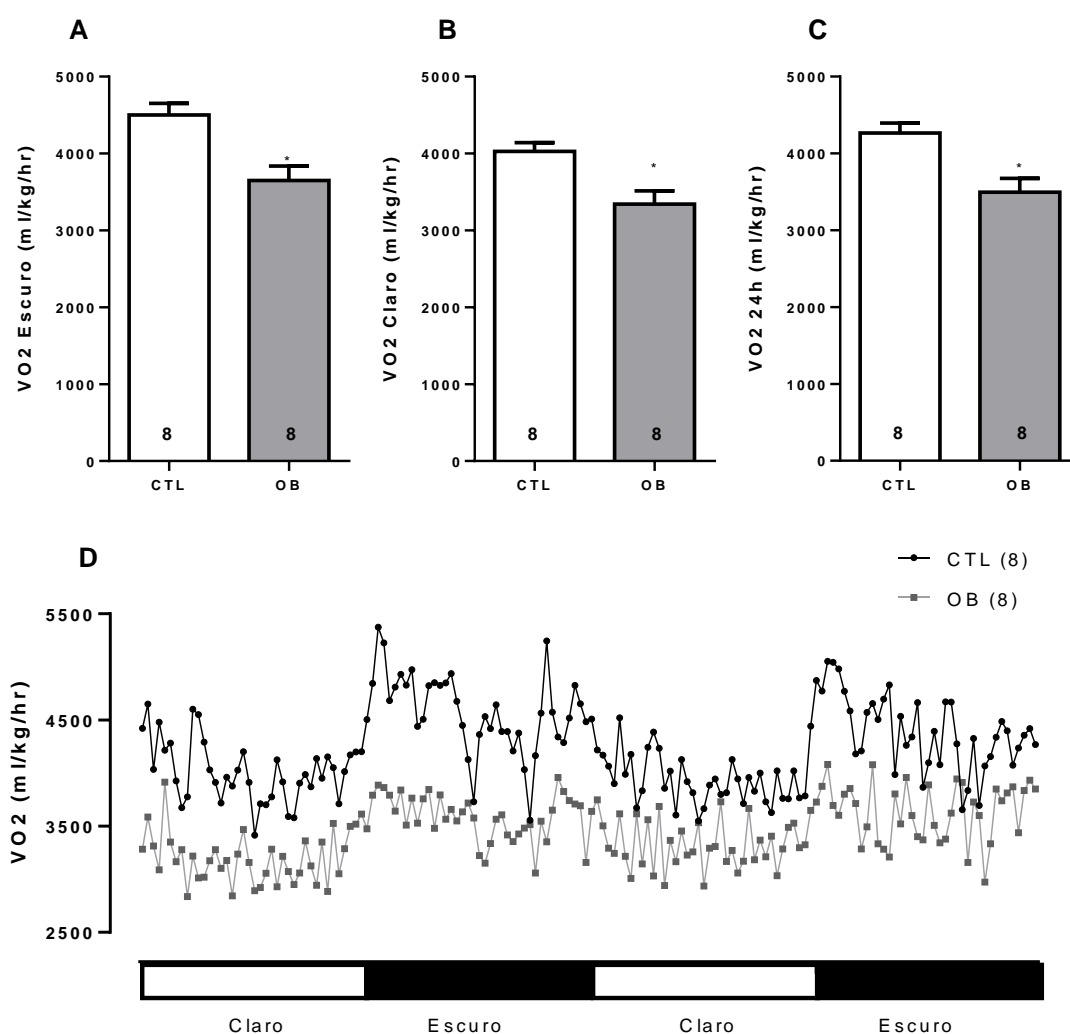 A
B
C
VO2 Escuro (ml/kg/hr)
5000
4000
3000
2000
1000
0
*
8
8
CTL
OB
VO2 Claro (ml/kg/hr)
5000
4000
3000
2000
1000
0
*
8
8
CTL
OB
VO2 24h (ml/kg/hr)
5000
4000
3000
2000
1000
0
*
8
8
CTL
OB
D
CTL (8)
OB (8)
VO2 (ml/kg/hr)
5500
4500
3500
2500
Claro
Escuro
Claro
Escuro